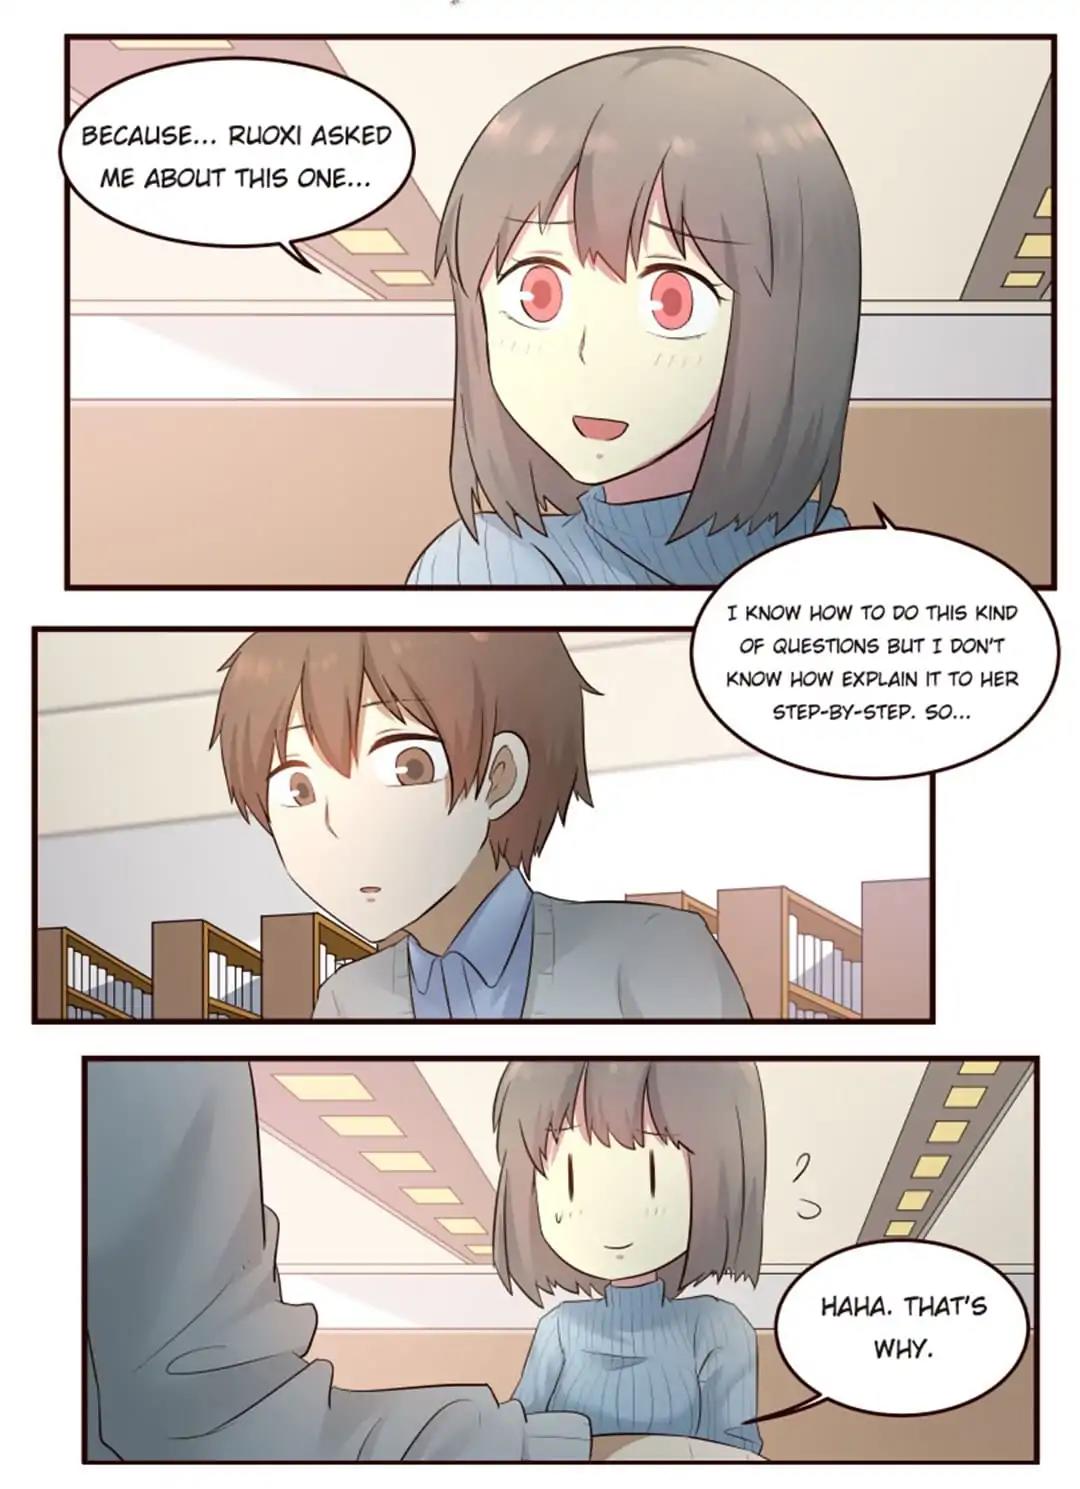 BECAUSE... RUOXI ASKED
ME ABOUT THIS ONE...
I KNOW HOW TO DO THIS KIND
OF QUESTIONS BUT I DON'T
KNOW HOW EXPLAIN IT TO HER
STEP-BY-STEP. SO...
HAHA. THAT'S
WHY.